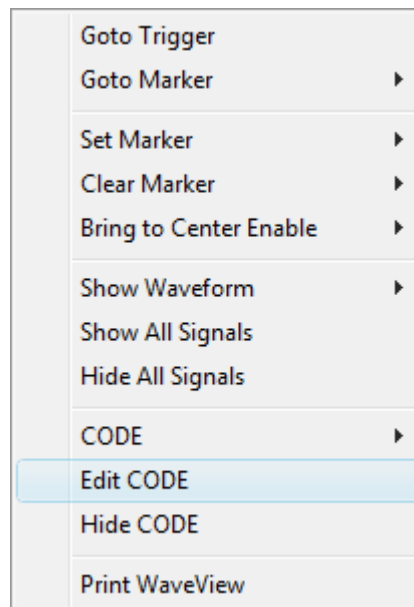 Goto Trigger
Goto Marker
Set Marker
Clear Marker
Bring to Center Enable
Show Waveform
Show All Signals
Hide All Signals
CODE
Edit CODE
Hide CODE
Print WaveView